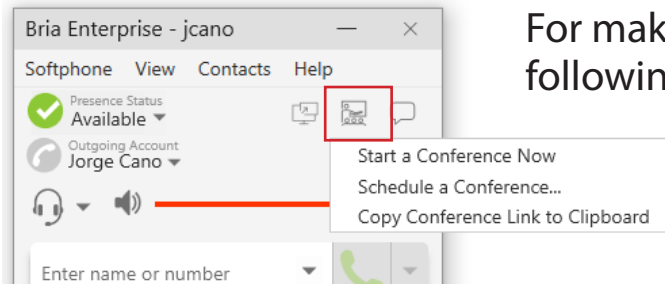 Bria Enterprise - jcano
Softphone View Contacts Help
Presence Status
Available
Outgoing Account
Jorge Cano
Enter name or number
Start a Conference Now
Schedule a Conference...
Copy Conference Link to Clipboard
For mak
followin